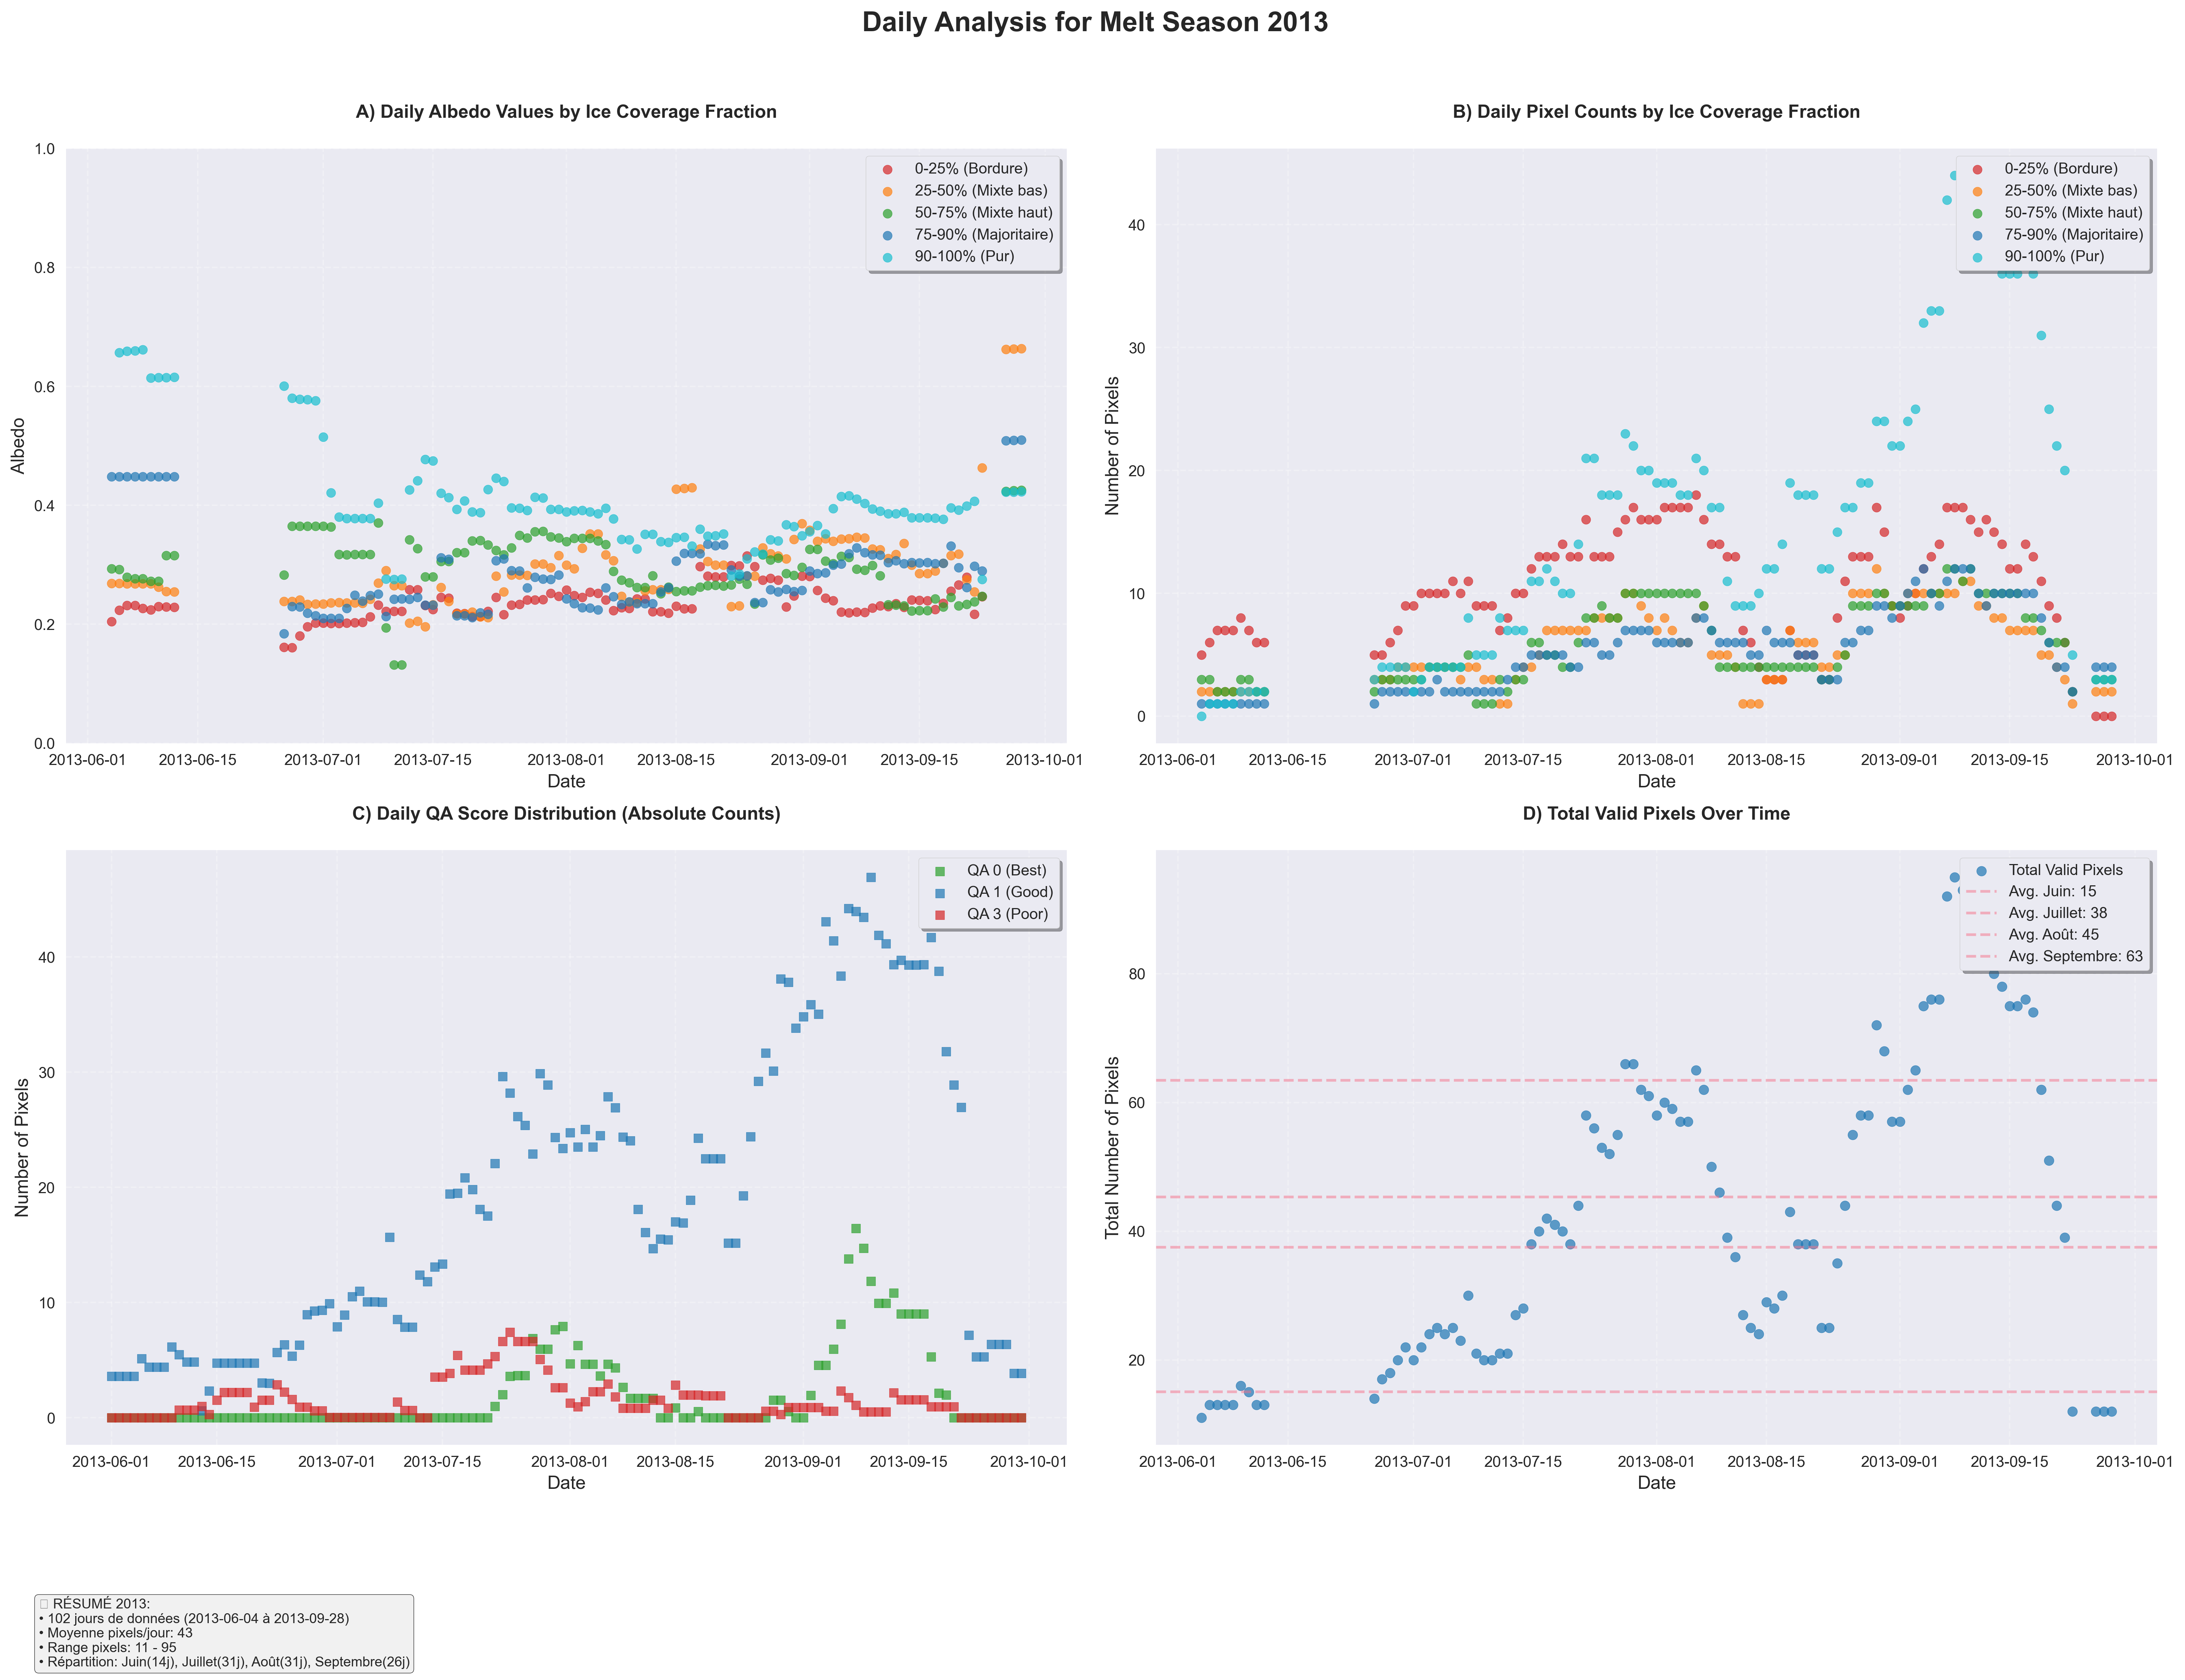 Daily Analysis for Melt Season 2013
A) Daily Albedo Values by Ice Coverage Fraction
1.0
0.8
0.6
0.4
0.2
0.0
Albedo
0-25% (Bordure)
25-50% (Mixte bas)
50-75% (Mixte haut)
75-90% (Majoritaire)
90-100% (Pur)
2013-06-01 2013-06-15 2013-07-01 2013-07-15 2013-08-01 2013-08-15 2013-09-01 2013-09-15 2013-10-01
Date
B) Daily Pixel Counts by Ice Coverage Fraction
40
30
20
10
0
Number of Pixels
0-25% (Bordure)
25-50% (Mixte bas)
50-75% (Mixte haut)
75-90% (Majoritaire)
90-100% (Pur)
2013-06-01 2013-06-15 2013-07-01 2013-07-15 2013-08-01 2013-08-15 2013-09-01 2013-09-15 2013-10-01
Date
C) Daily QA Score Distribution (Absolute Counts)
40
30
20
10
0
Number of Pixels
QA 0 (Best)
QA 1 (Good)
QA 3 (Poor)
2013-06-01 2013-06-15 2013-07-01 2013-07-15 2013-08-01 2013-08-15 2013-09-01 2013-09-15 2013-10-01
Date
D) Total Valid Pixels Over Time
80
60
40
20
Total Number of Pixels
Total Valid Pixels
Avg. Juin: 15
Avg. Juillet: 38
Avg. Août: 45
Avg. Septembre: 63
2013-06-01 2013-06-15 2013-07-01 2013-07-15 2013-08-01 2013-08-15 2013-09-01 2013-09-15 2013-10-01
Date
RÉSUMÉ 2013:
• 102 jours de données (2013-06-04 à 2013-09-28)
• Moyenne pixels/jour: 43
• Range pixels: 11 - 95
• Répartition: Juin(14j), Juillet(31j), Août(31j), Septembre(26j)